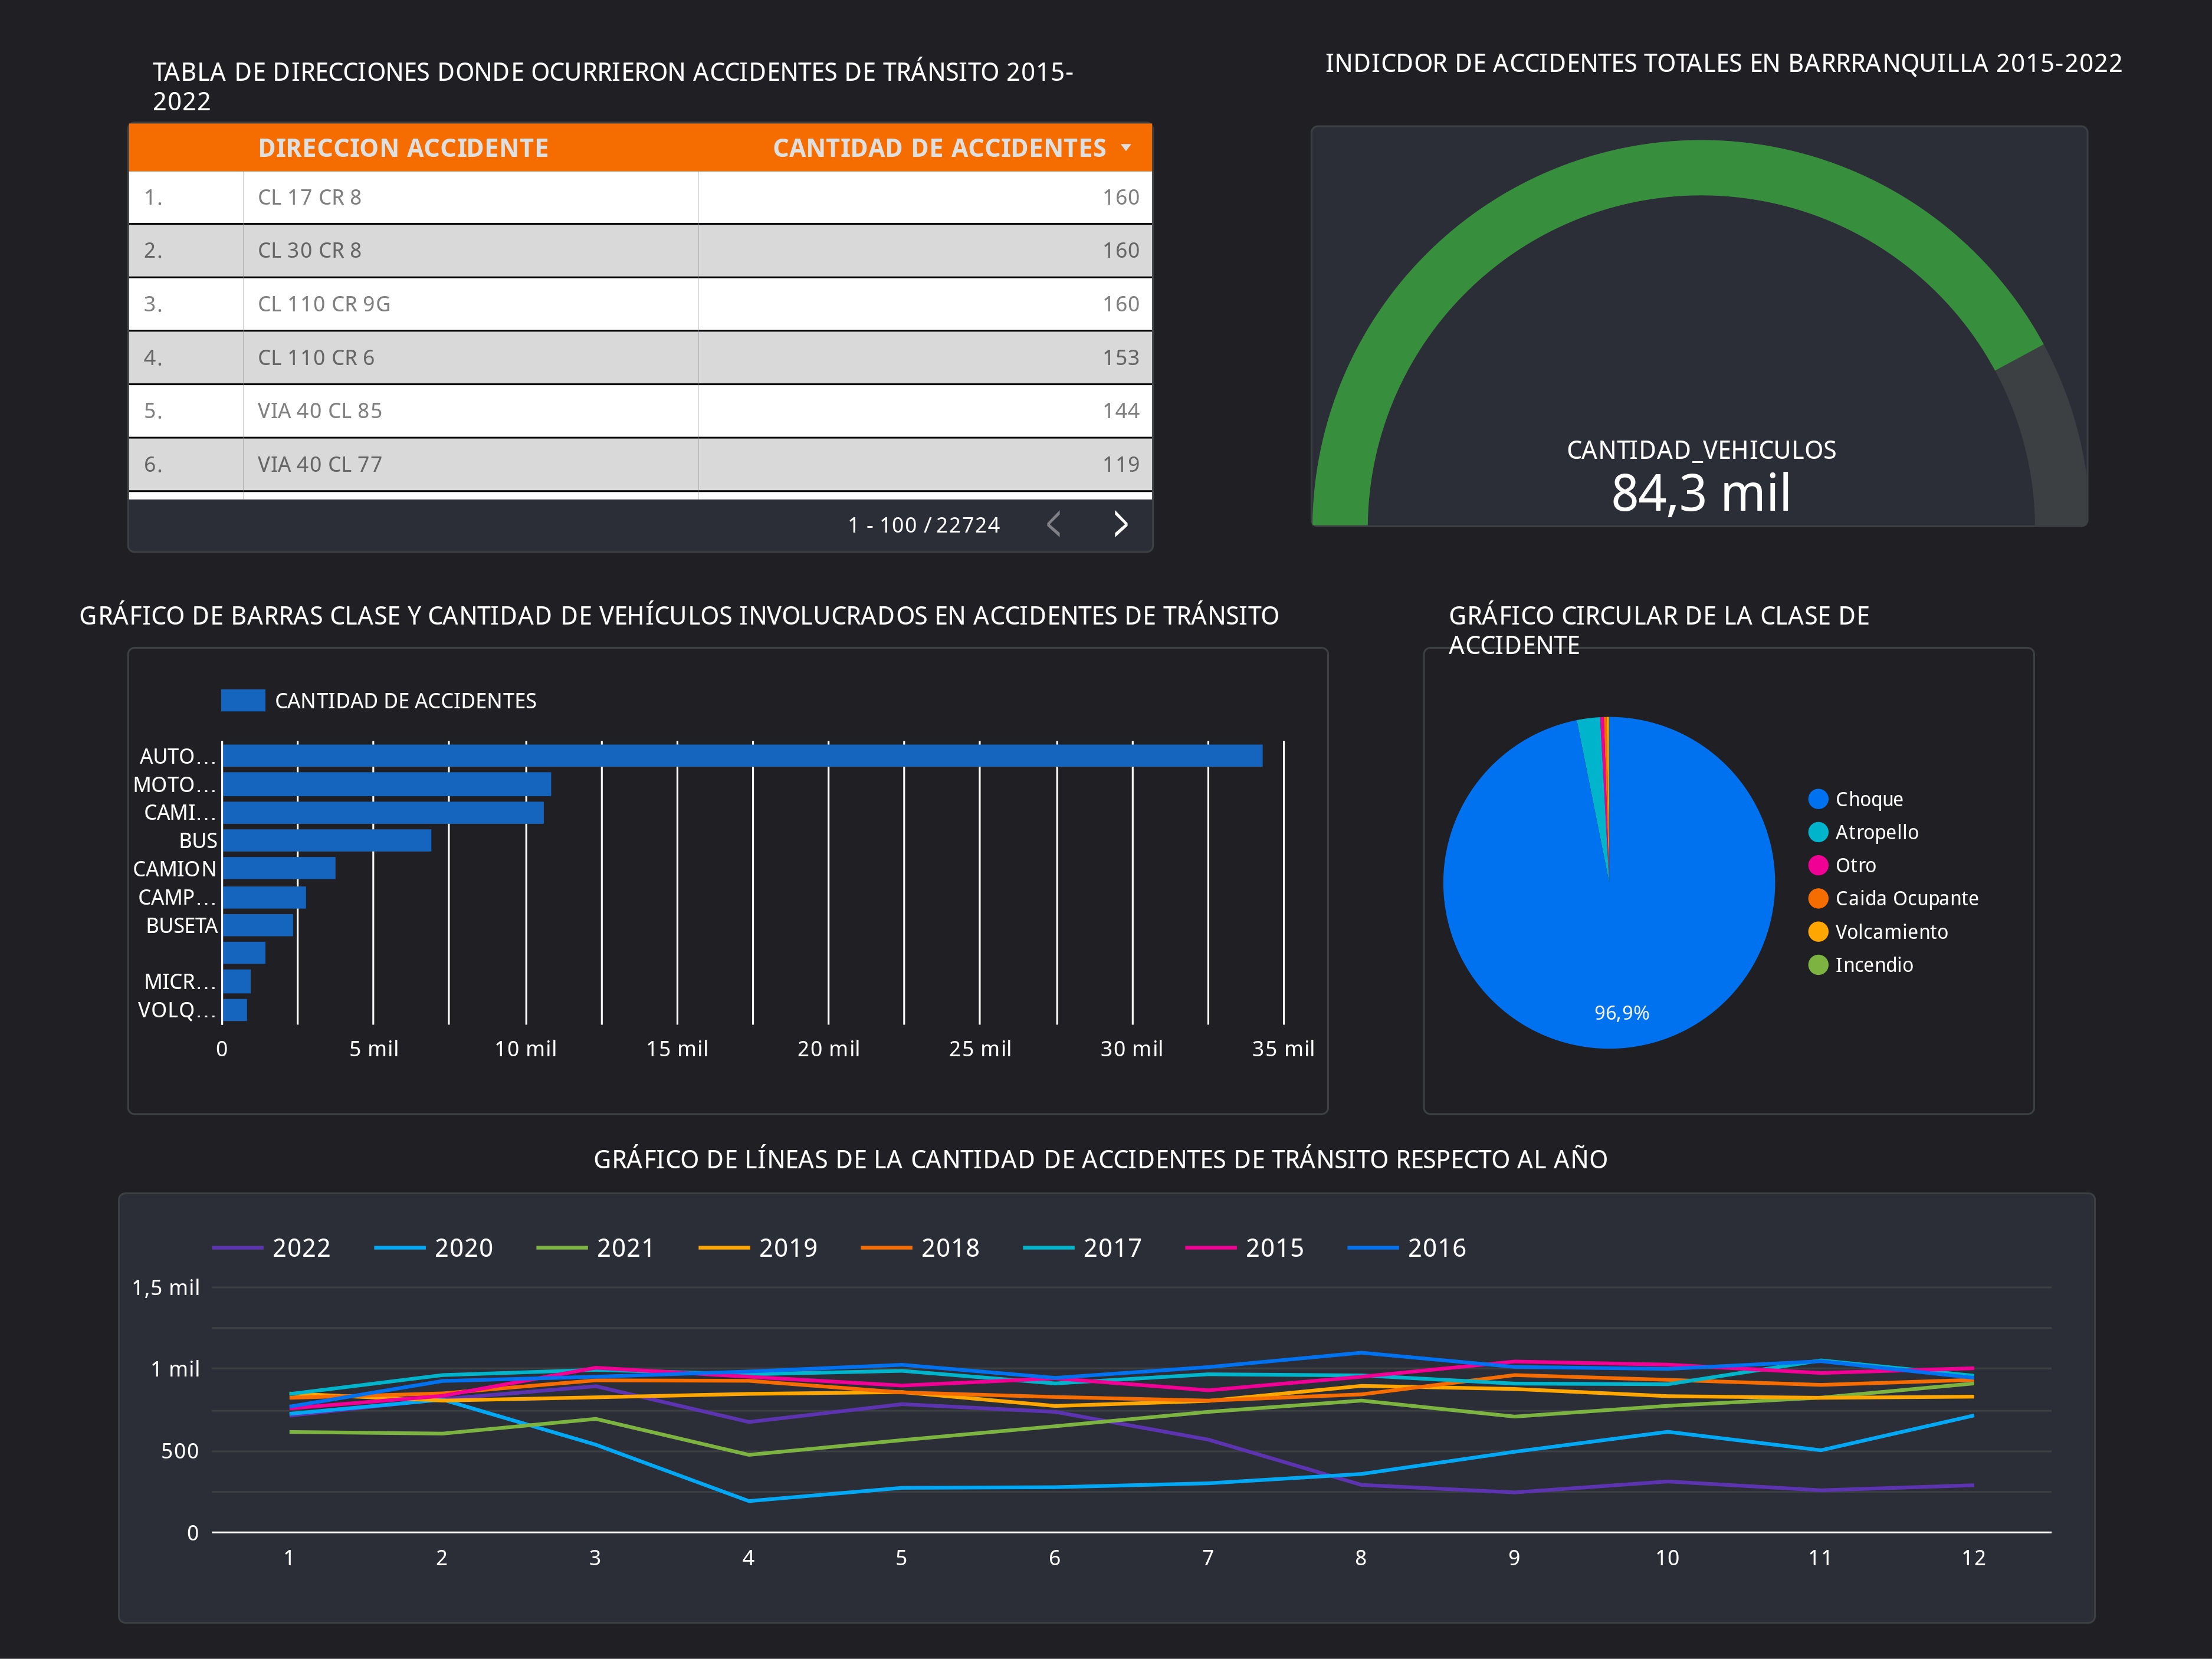 TABLA DE DIRECCIONES DONDE OCURRIERON ACCIDENTES DE TRÁNSITO 2015-
2022
DIRECCION ACCIDENTE CANTIDAD DE ACCIDENTES
1. CL 17 CR 8 160
2. CL 30 CR 8 160
3. CL 110 CR 9G 160
4. CL 110 CR 6 153
5. VIA 40 CL 85 144
6. VIA 40 CL 77 119
1 - 100 / 22724
INDICDOR DE ACCIDENTES TOTALES EN BARRRANQUILLA 2015-2022
CANTIDAD_VEHICULOS
84,3 mil
GRÁFICO DE BARRAS CLASE Y CANTIDAD DE VEHÍCULOS INVOLUCRADOS EN ACCIDENTES DE TRÁNSITO
CANTIDAD DE ACCIDENTES
AUTO…
MOTO…
CAMI…
BUS
CAMION
CAMP…
BUSETA
MICR…
VOLQ…
0 5 mil 10 mil 15 mil 20 mil 25 mil 30 mil 35 mil
GRÁFICO CIRCULAR DE LA CLASE DE
ACCIDENTE
Choque
Atropello
Otro
Caida Ocupante
Volcamiento
Incendio
96,9%
GRÁFICO DE LÍNEAS DE LA CANTIDAD DE ACCIDENTES DE TRÁNSITO RESPECTO AL AÑO
2022 2020 2021 2019 2018 2017 2015 2016
1,5 mil
1 mil
500
0
1 2 3 4 5 6 7 8 9 10 11 12